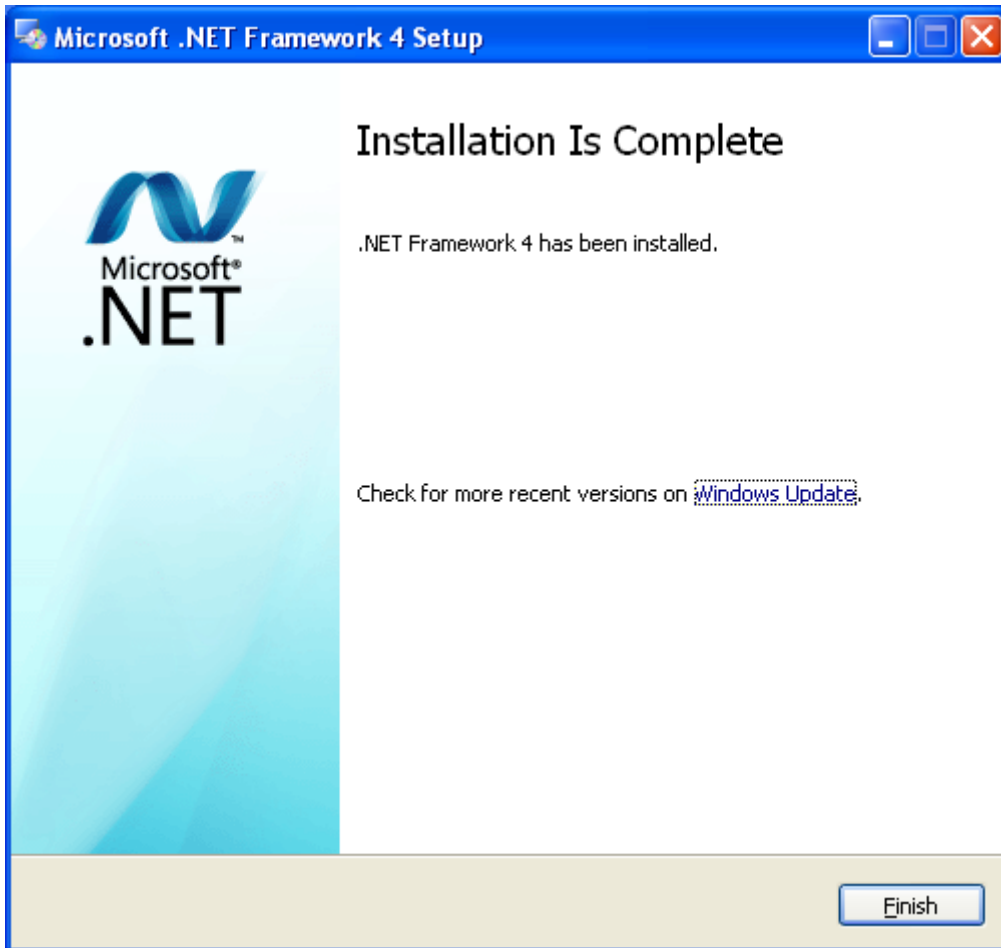 Microsoft .NET Framework 4 Setup
Installation Is Complete
Microsoft®
.NET
™
.NET Framework 4 has been installed.
Check for more recent versions on Windows Update.
Finish